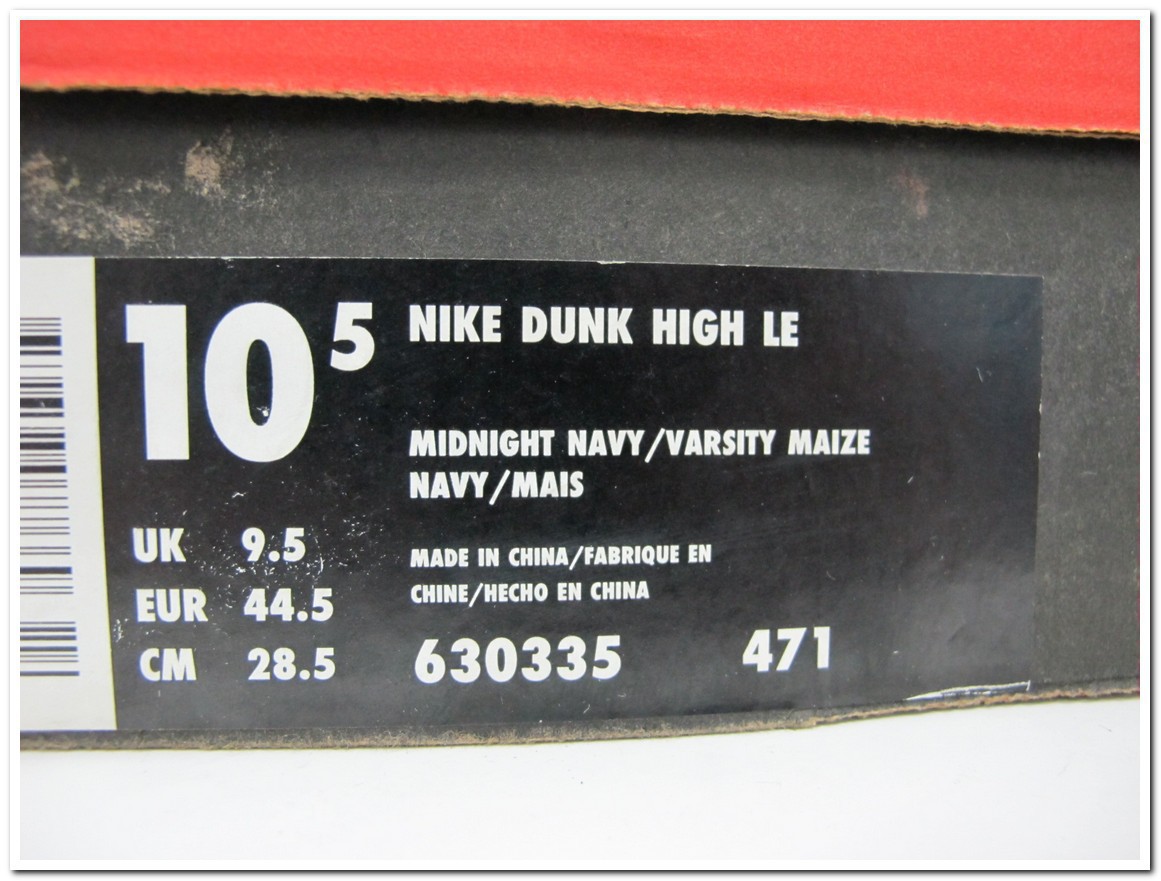 10 5
NIKE DUNK HIGH LE
MIDNIGHT NAVY/VARSITY MAIZE
NAVY/MAIS
UK 9.5
EUR 44.5
CM 28.5
MADE IN CHINA/FABRIQUE EN
CHINE/HECHO EN CHINA
630335 471